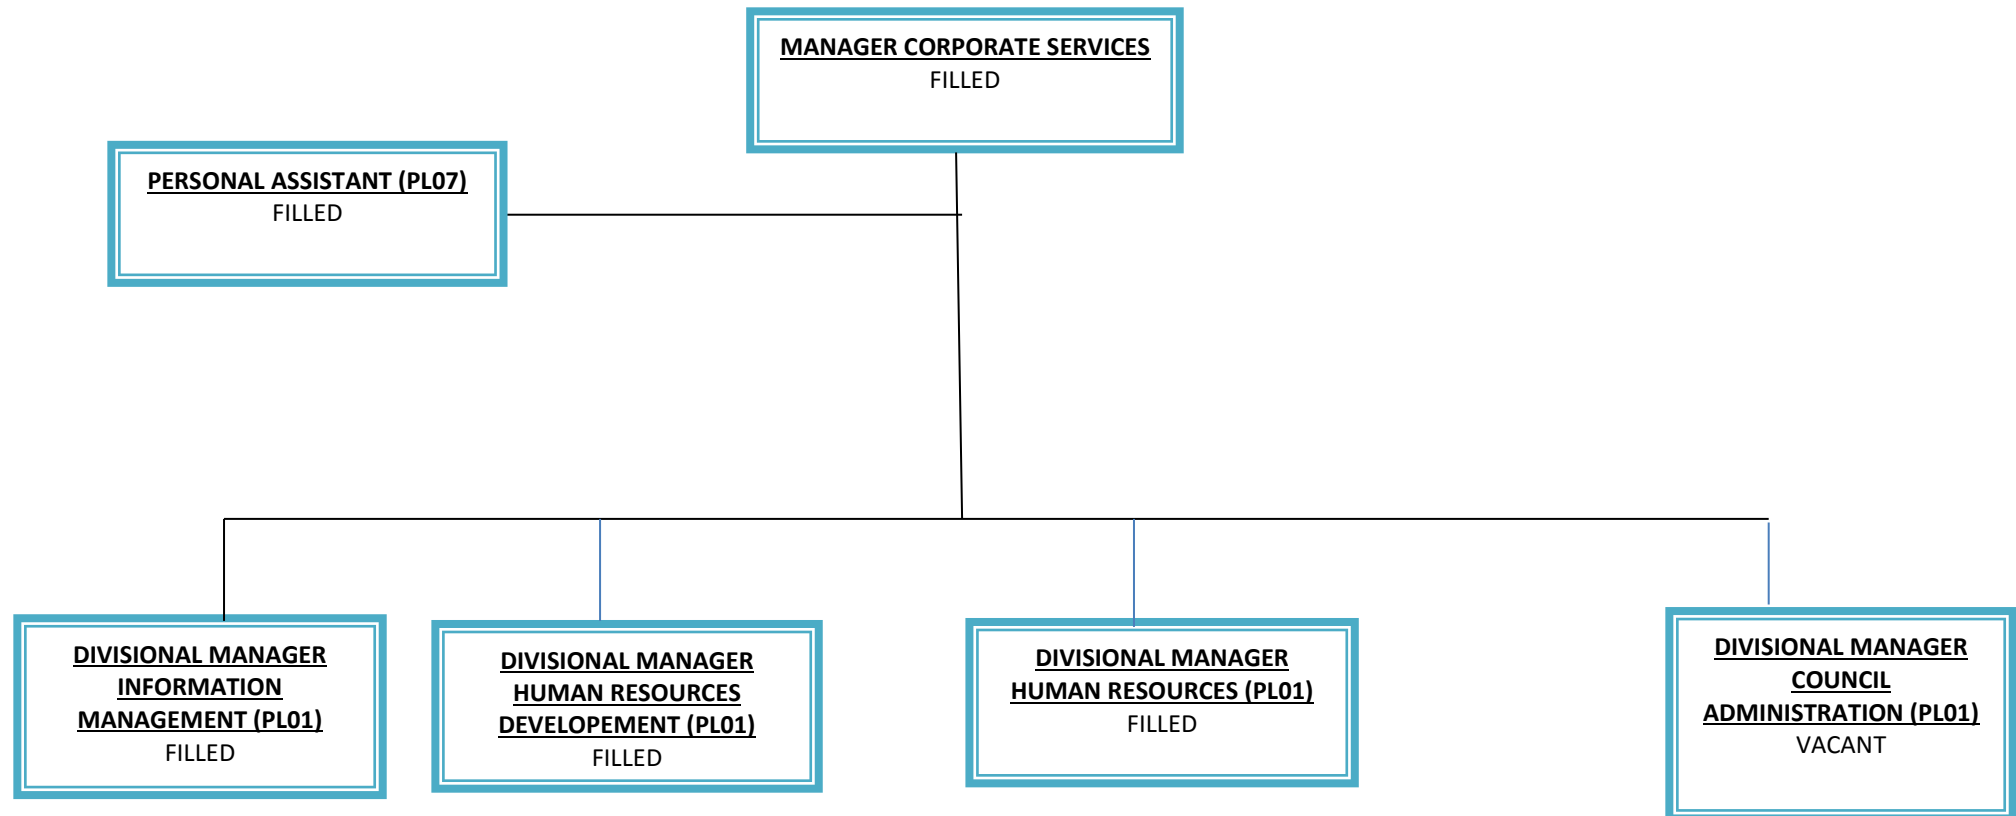 MANAGER CORPORATE SERVICES
FILLED
PERSONAL ASSISTANT (PL07)
FILLED
DIVISIONAL MANAGER
INFORMATION
MANAGEMENT (PL01)
FILLED
DIVISIONAL MANAGER
HUMAN RESOURCES
DEVELOPEMENT (PL01)
FILLED
DIVISIONAL MANAGER
HUMAN RESOURCES (PL01)
FILLED
DIVISIONAL MANAGER
COUNCIL
ADMINISTRATION (PL01)
VACANT